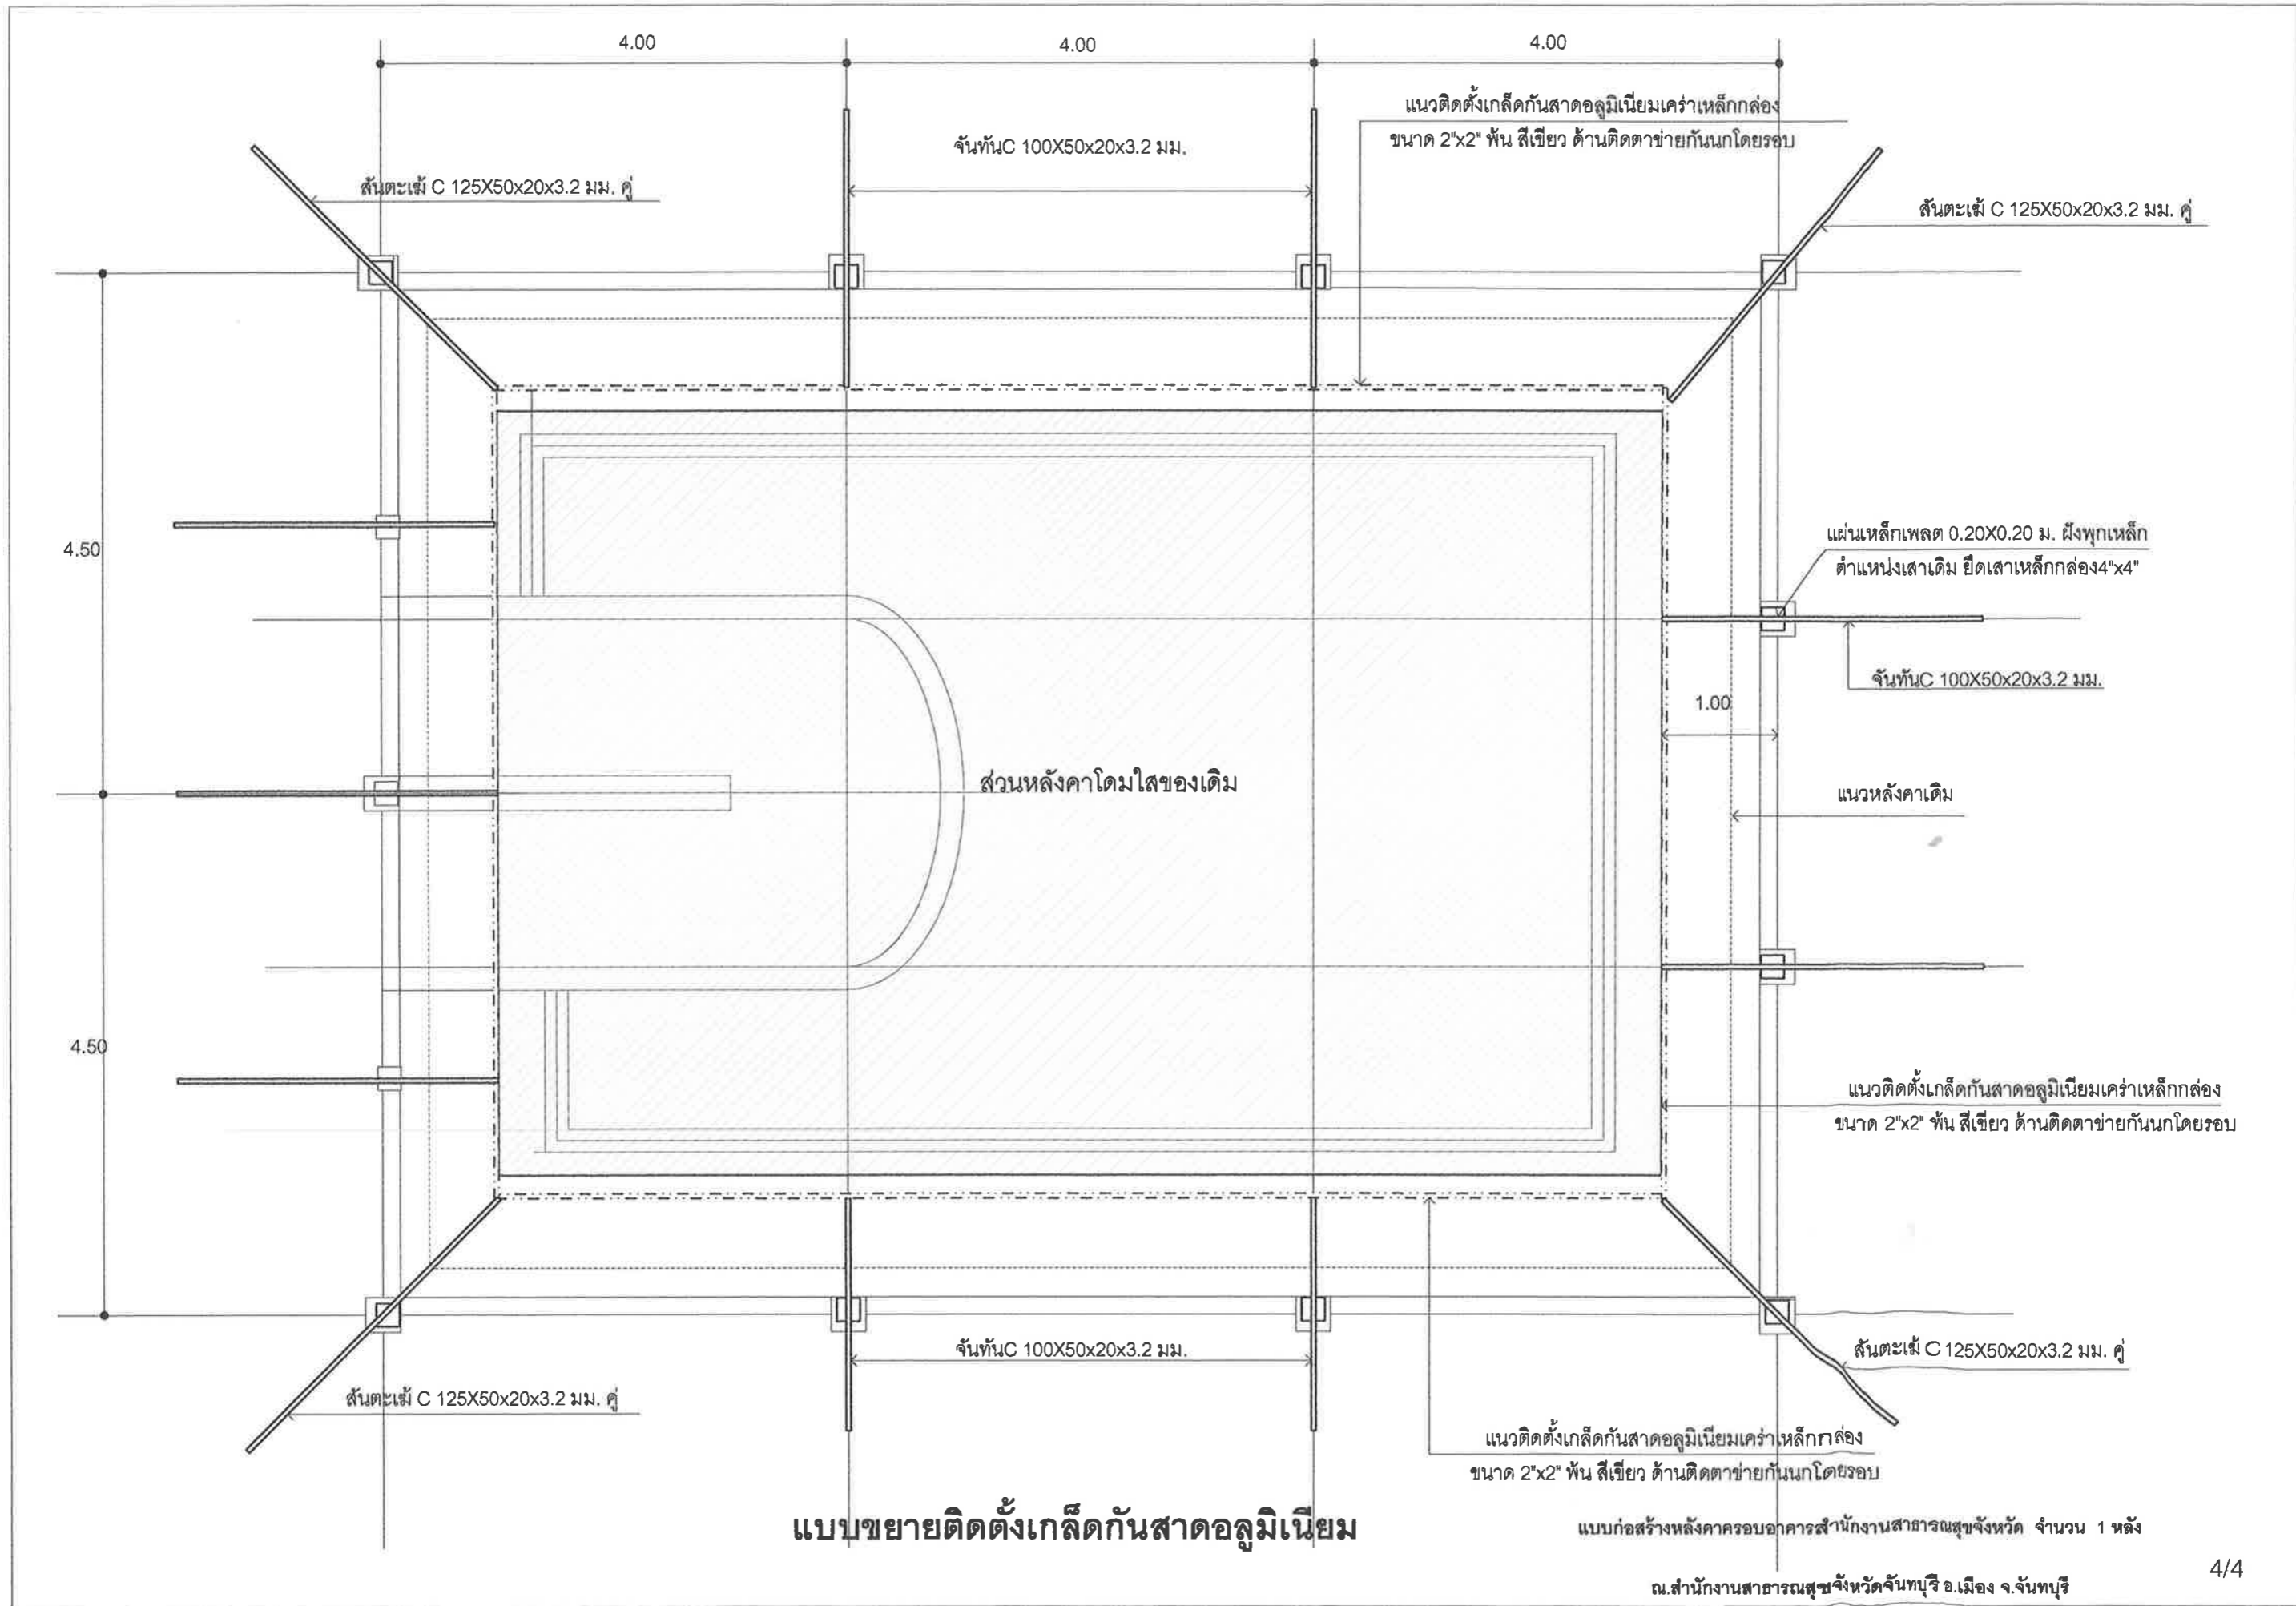 4.00
4.00
4.00
แนวติดตั้งเกล็ดกันสาดอลูมิเนียมเคร่าเหล็กกล่อง
ขนาด 2"x2" พ้น สีเขียว ด้านติดตาข่ายกันนกโดยรอบ
จันทันC 100X50x20x3.2 มม.
สันตะเฆ้ C 125X50x20x3.2 มม. คู่
สันตะเฆ้ C 125X50x20x3.2 มม. คู่
4.50
แผ่นเหล็กเพลต 0.20X0.20 ม. ฝังพุกเหล็ก
ตำแหน่งเสาเดิม ยึดเสาเหล็กกล่อง4"x4"
จันทันC 100X50x20x3.2 มม.
1.00
ส่วนหลังคาโดมใสของเดิม
แนวหลังคาเดิม
4.50
แนวติดตั้งเกล็ดกันสาดอลูมิเนียมเคร่าเหล็กกล่อง
ขนาด 2"x2" พ้น สีเขียว ด้านติดตาข่ายกันนกโดยรอบ
จันทันC 100X50x20x3.2 มม.
สันตะเฆ้ C 125X50x20x3.2 มม. คู่
สันตะเฆ้ C 125X50x20x3.2 มม. คู่
แนวติดตั้งเกล็ดกันสาดอลูมิเนียมเคร่าเหล็กกล่อง
ขนาด 2"x2" พ้น สีเขียว ด้านติดตาข่ายกันนกโดยรอบ
แบบขยายติดตั้งเกล็ดกันสาดอลูมิเนียม
แบบก่อสร้างหลังคาครอบอาคารสำนักงานสาธารณสุขจังหวัด จำนวน 1 หลัง
4/4
ณ.สำนักงานสาธารณสุขจังหวัดจันทบุรี อ.เมือง จ.จันทบุรี